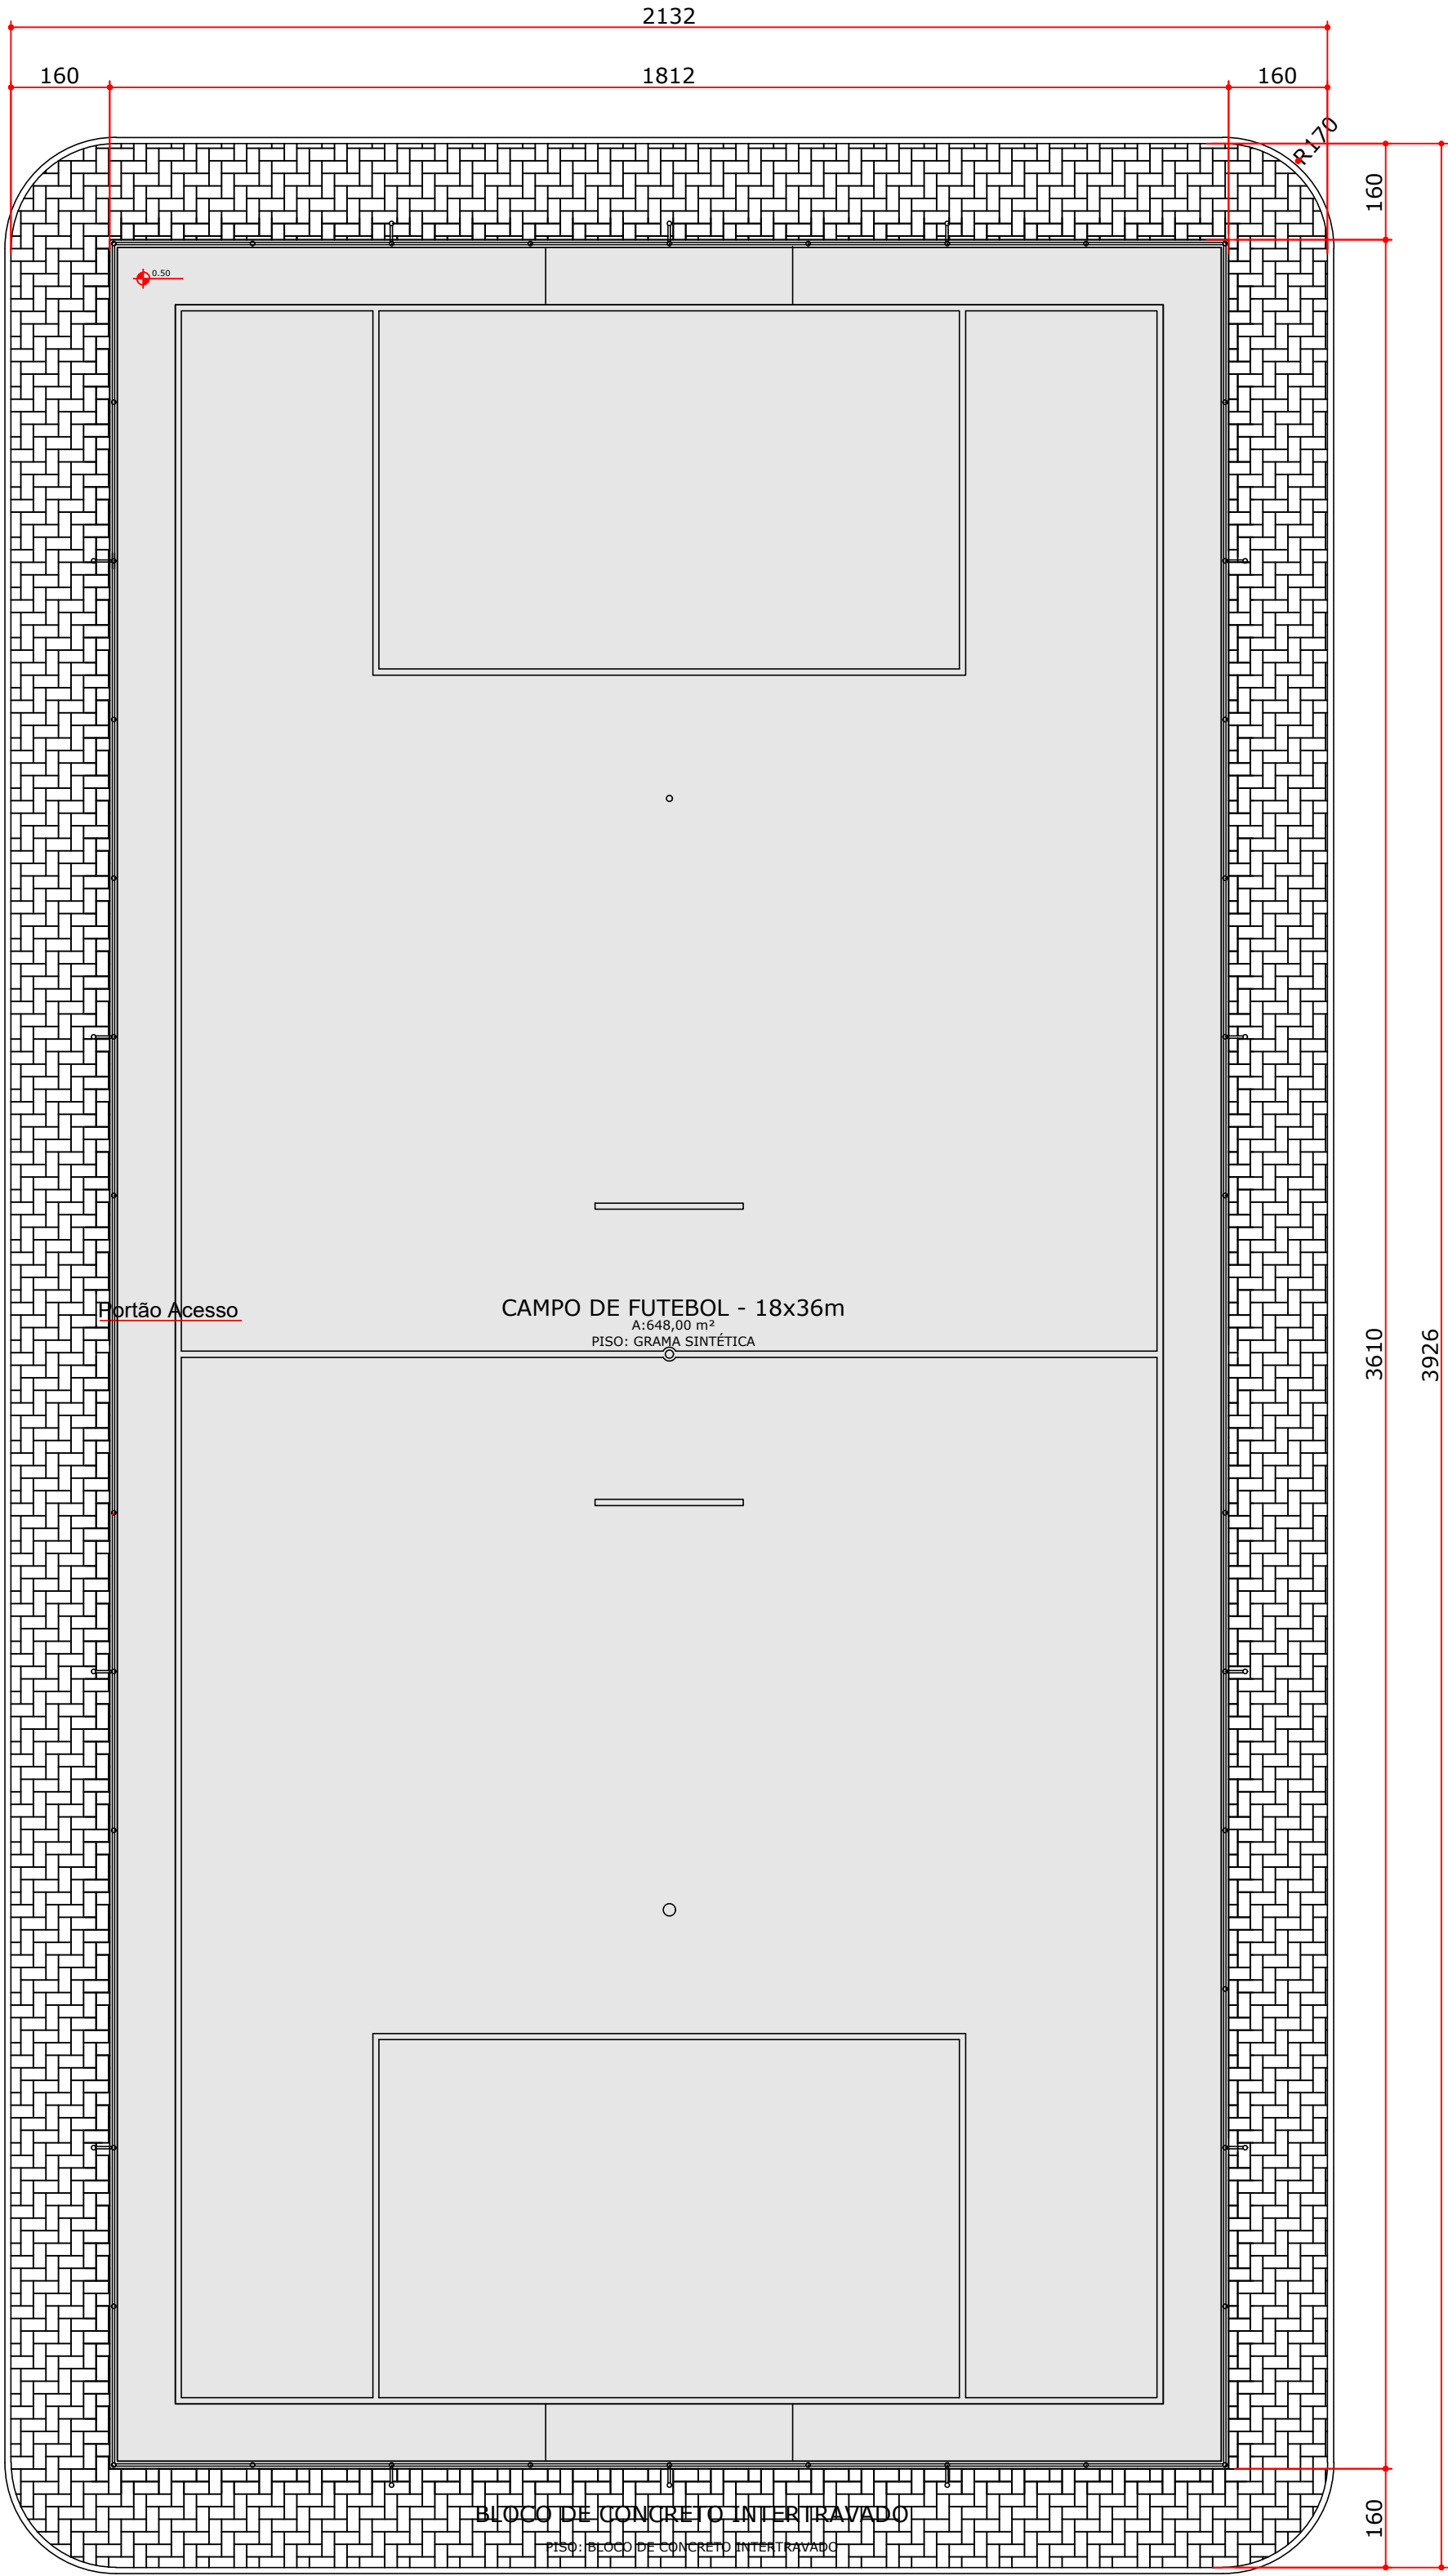 2132
160
1812
160
R170
160
0.50
Portão Acesso
CAMPO DE FUTEBOL - 18x36m
A:648,00 m²
PISO: GRAMA SINTÉTICA
3610
3926
BLOCO DE CONCRETO INTERTRAVADO
PISO: BLOCO DE CONCRETO INTERTRAVADO
160